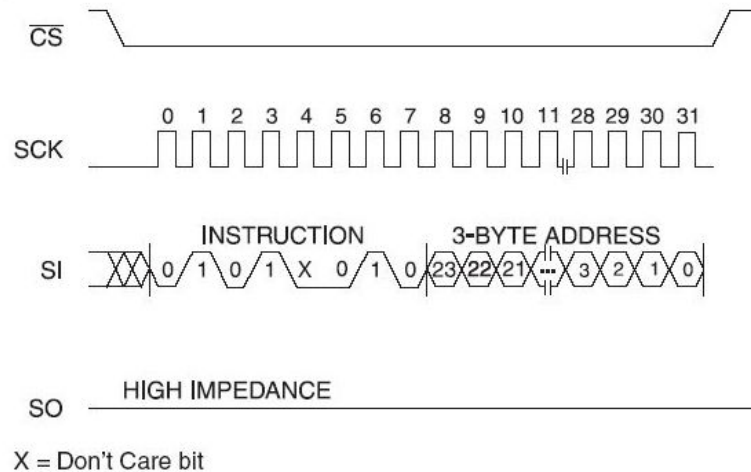 CS
0 1 2 3 4 5 6 7 8 9 10 11 28 29 30 31
SCK
INSTRUCTION 3-BYTE ADDRESS
SI 0 1 0 1 X 0 1 0 23 22 21 ... 3 2 1 0
HIGH IMPEDANCE
SO
X = Don't Care bit